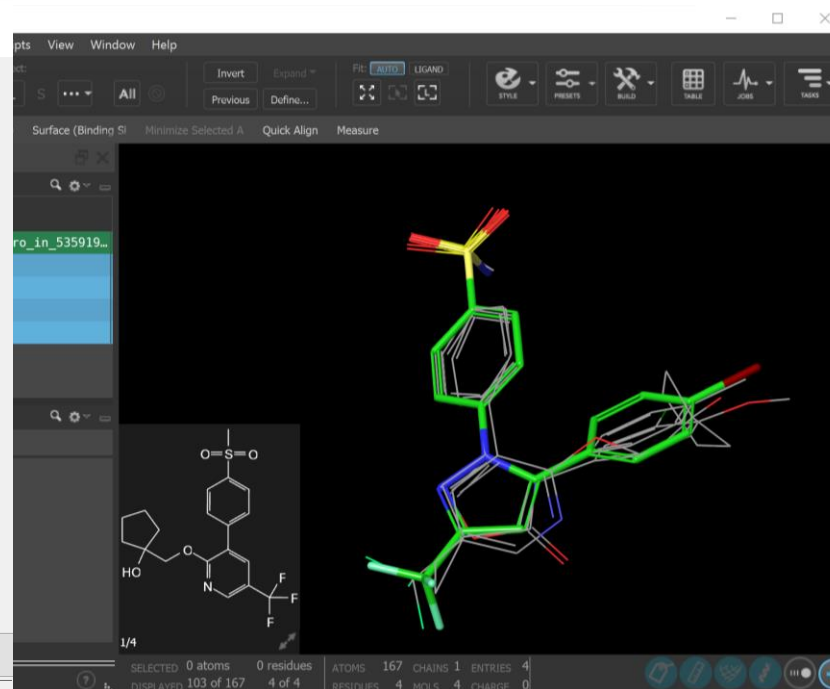 View Window Help
Invert Expand Fit: AUTO LIGAND
S ... All
Previous Define...
STYLE PRESETS BUILD TABLE JOBS TASKS
Surface (Binding Si Minimize Selected A Quick Align Measure
ro_in_535919...
O=S=O
HO
O
N
F
F
F
1/4
SELECTED 0 atoms 0 residues ATOMS 167 CHAINS 1 ENTRIES 4
DISPLAYED 103 of 167 4 of 4 RESIDUES 4 MOLS 4 CHARGE 0